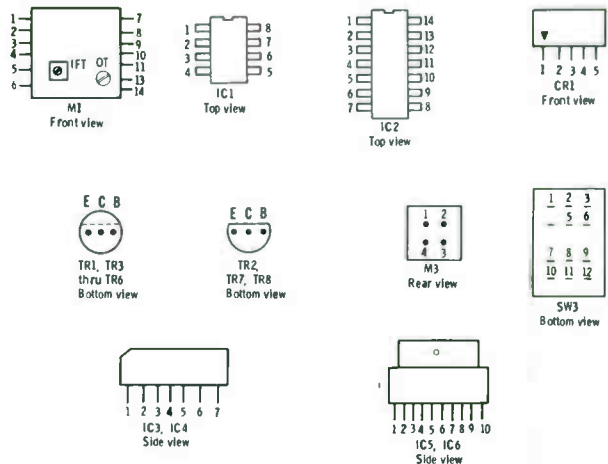 1 7
2 8
3 9
4 10
5 IFT OT 11
6 13
14
M1
Front view
1 8
2 7
3 6
4 5
IC1
Top view
1 14
2 13
3 12
4 11
5 10
6 9
7 8
IC2
Top view
1 2 3 4 5
CR1
Front view
E C B
TR1, TR3
thru TR6
Bottom view
E C B
TR2,
TR7, TR8
Bottom view
1 2
4 3
M3
Rear view
1 2 3
5 6
7 8 9
10 11 12
SW3
Bottom view
1 2 3 4 5 6 7
IC3, IC4
Side view
1 2 3 4 5 6 7 8 9 10
IC5, IC6
Side view